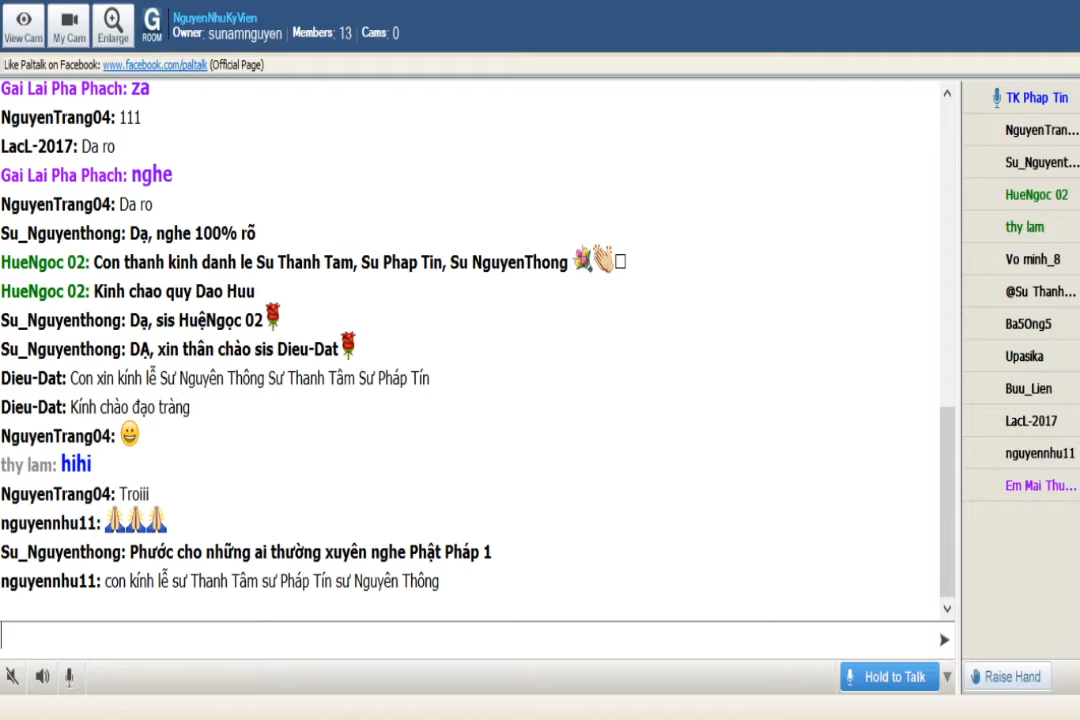 View Cam
My Cam
Enlarge
G
ROOM
NguyenNhuKyVien
Owner: sunamnguyen | Members: 13 | Cams: 0
Like Paltalk on Facebook: www.facebook.com/paltalk (Official Page)
Gai Lai Pha Phach: za
NguyenTrang04: 111
LacL-2017: Da ro
Gai Lai Pha Phach: nghe
NguyenTrang04: Da ro
Su_Nguyenthong: Dạ, nghe 100% rõ
HueNgoc 02: Con thanh kinh danh le Su Thanh Tam, Su Phap Tin, Su NguyenThong 💐👏□
HueNgoc 02: Kinh chao quy Dao Huu
Su_Nguyenthong: Dạ, sis HuệNgọc 02🌹
Su_Nguyenthong: DẠ, xin thân chào sis Dieu-Dat🌹
Dieu-Dat: Con xin kính lễ Sư Nguyên Thông Sư Thanh Tâm Sư Pháp Tín
Dieu-Dat: Kính chào đạo tràng
NguyenTrang04: 😀
thy lam: hihi
NguyenTrang04: Troiii
nguyennhu11: 🙏🙏🙏
Su_Nguyenthong: Phước cho những ai thường xuyên nghe Phật Pháp 1
nguyennhu11: con kính lễ sư Thanh Tâm sư Pháp Tín sư Nguyên Thông
TK Phap Tin
NguyenTran...
Su_Nguyent...
HueNgoc 02
thy lam
Vo minh_8
@Su Thanh...
Ba5Ong5
Upasika
Buu_Lien
LacL-2017
nguyennhu11
Em Mai Thu...
Hold to Talk
Raise Hand